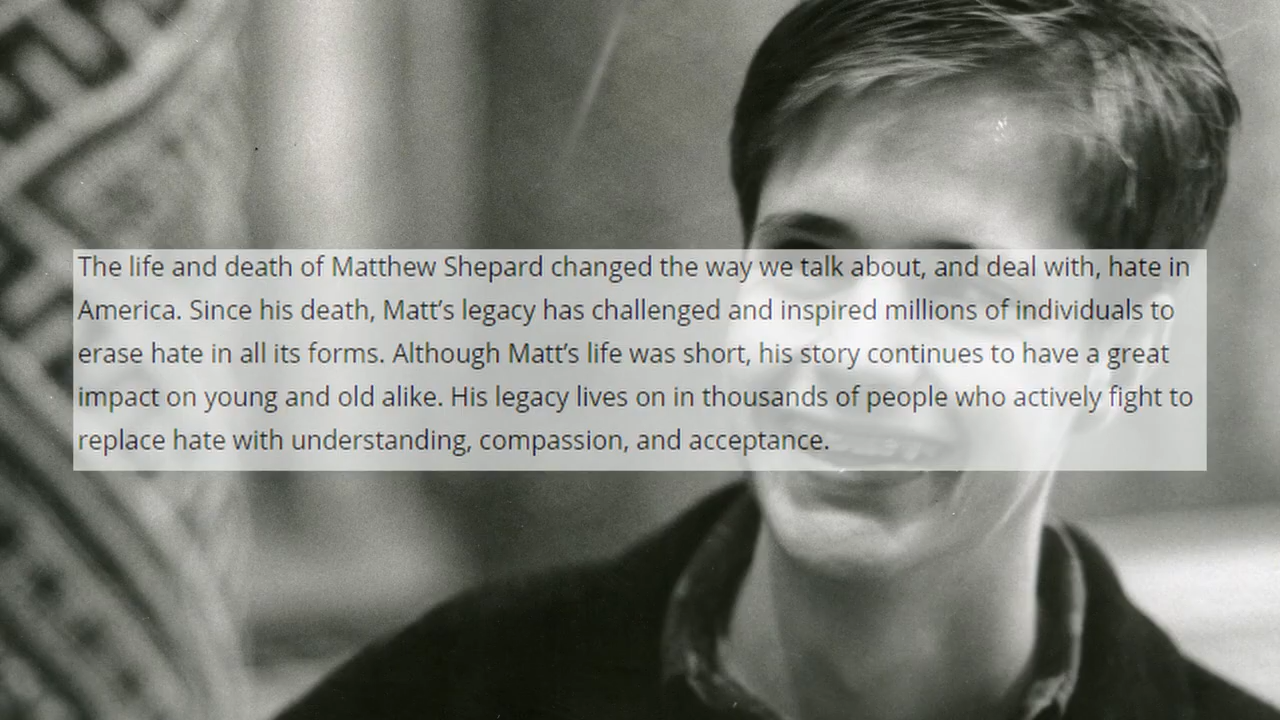 The life and death of Matthew Shepard changed the way we talk about, and deal with, hate in
America. Since his death, Matt’s legacy has challenged and inspired millions of individuals to
erase hate in all its forms. Although Matt’s life was short, his story continues to have a great
impact on young and old alike. His legacy lives on in thousands of people who actively fight to
replace hate with understanding, compassion, and acceptance.